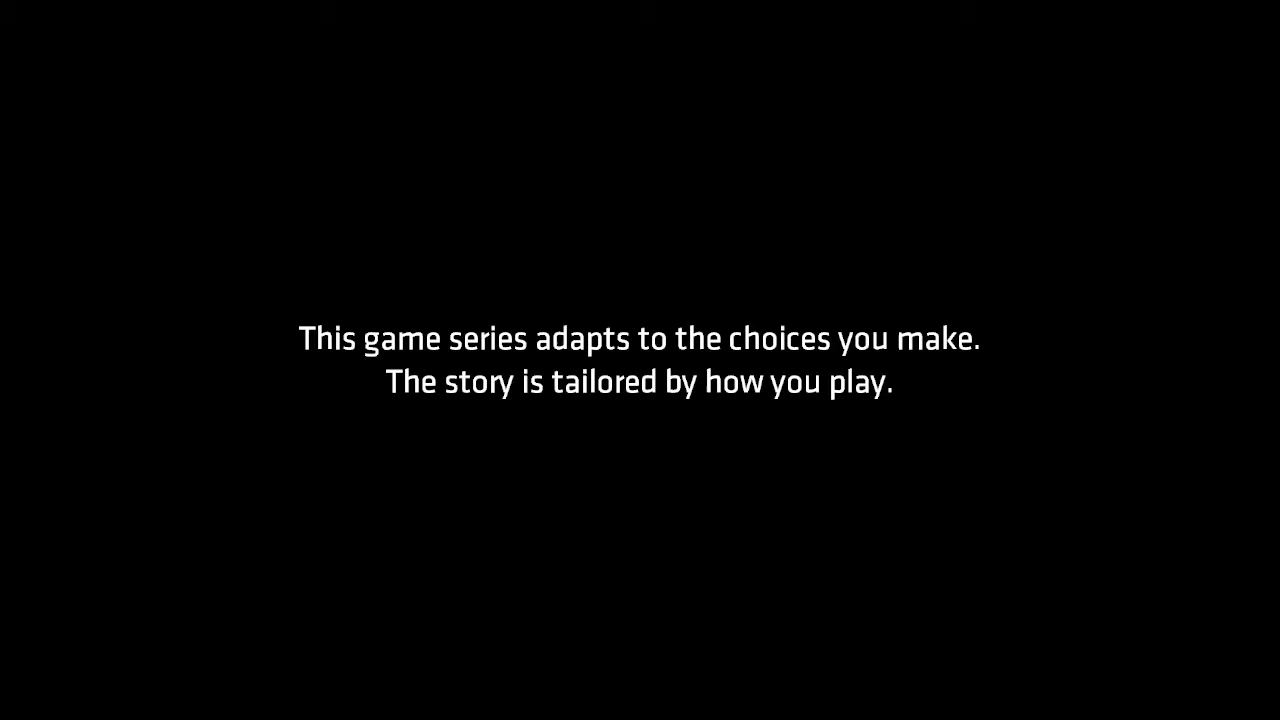 This game series adapts to the choices you make.
The story is tailored by how you play.